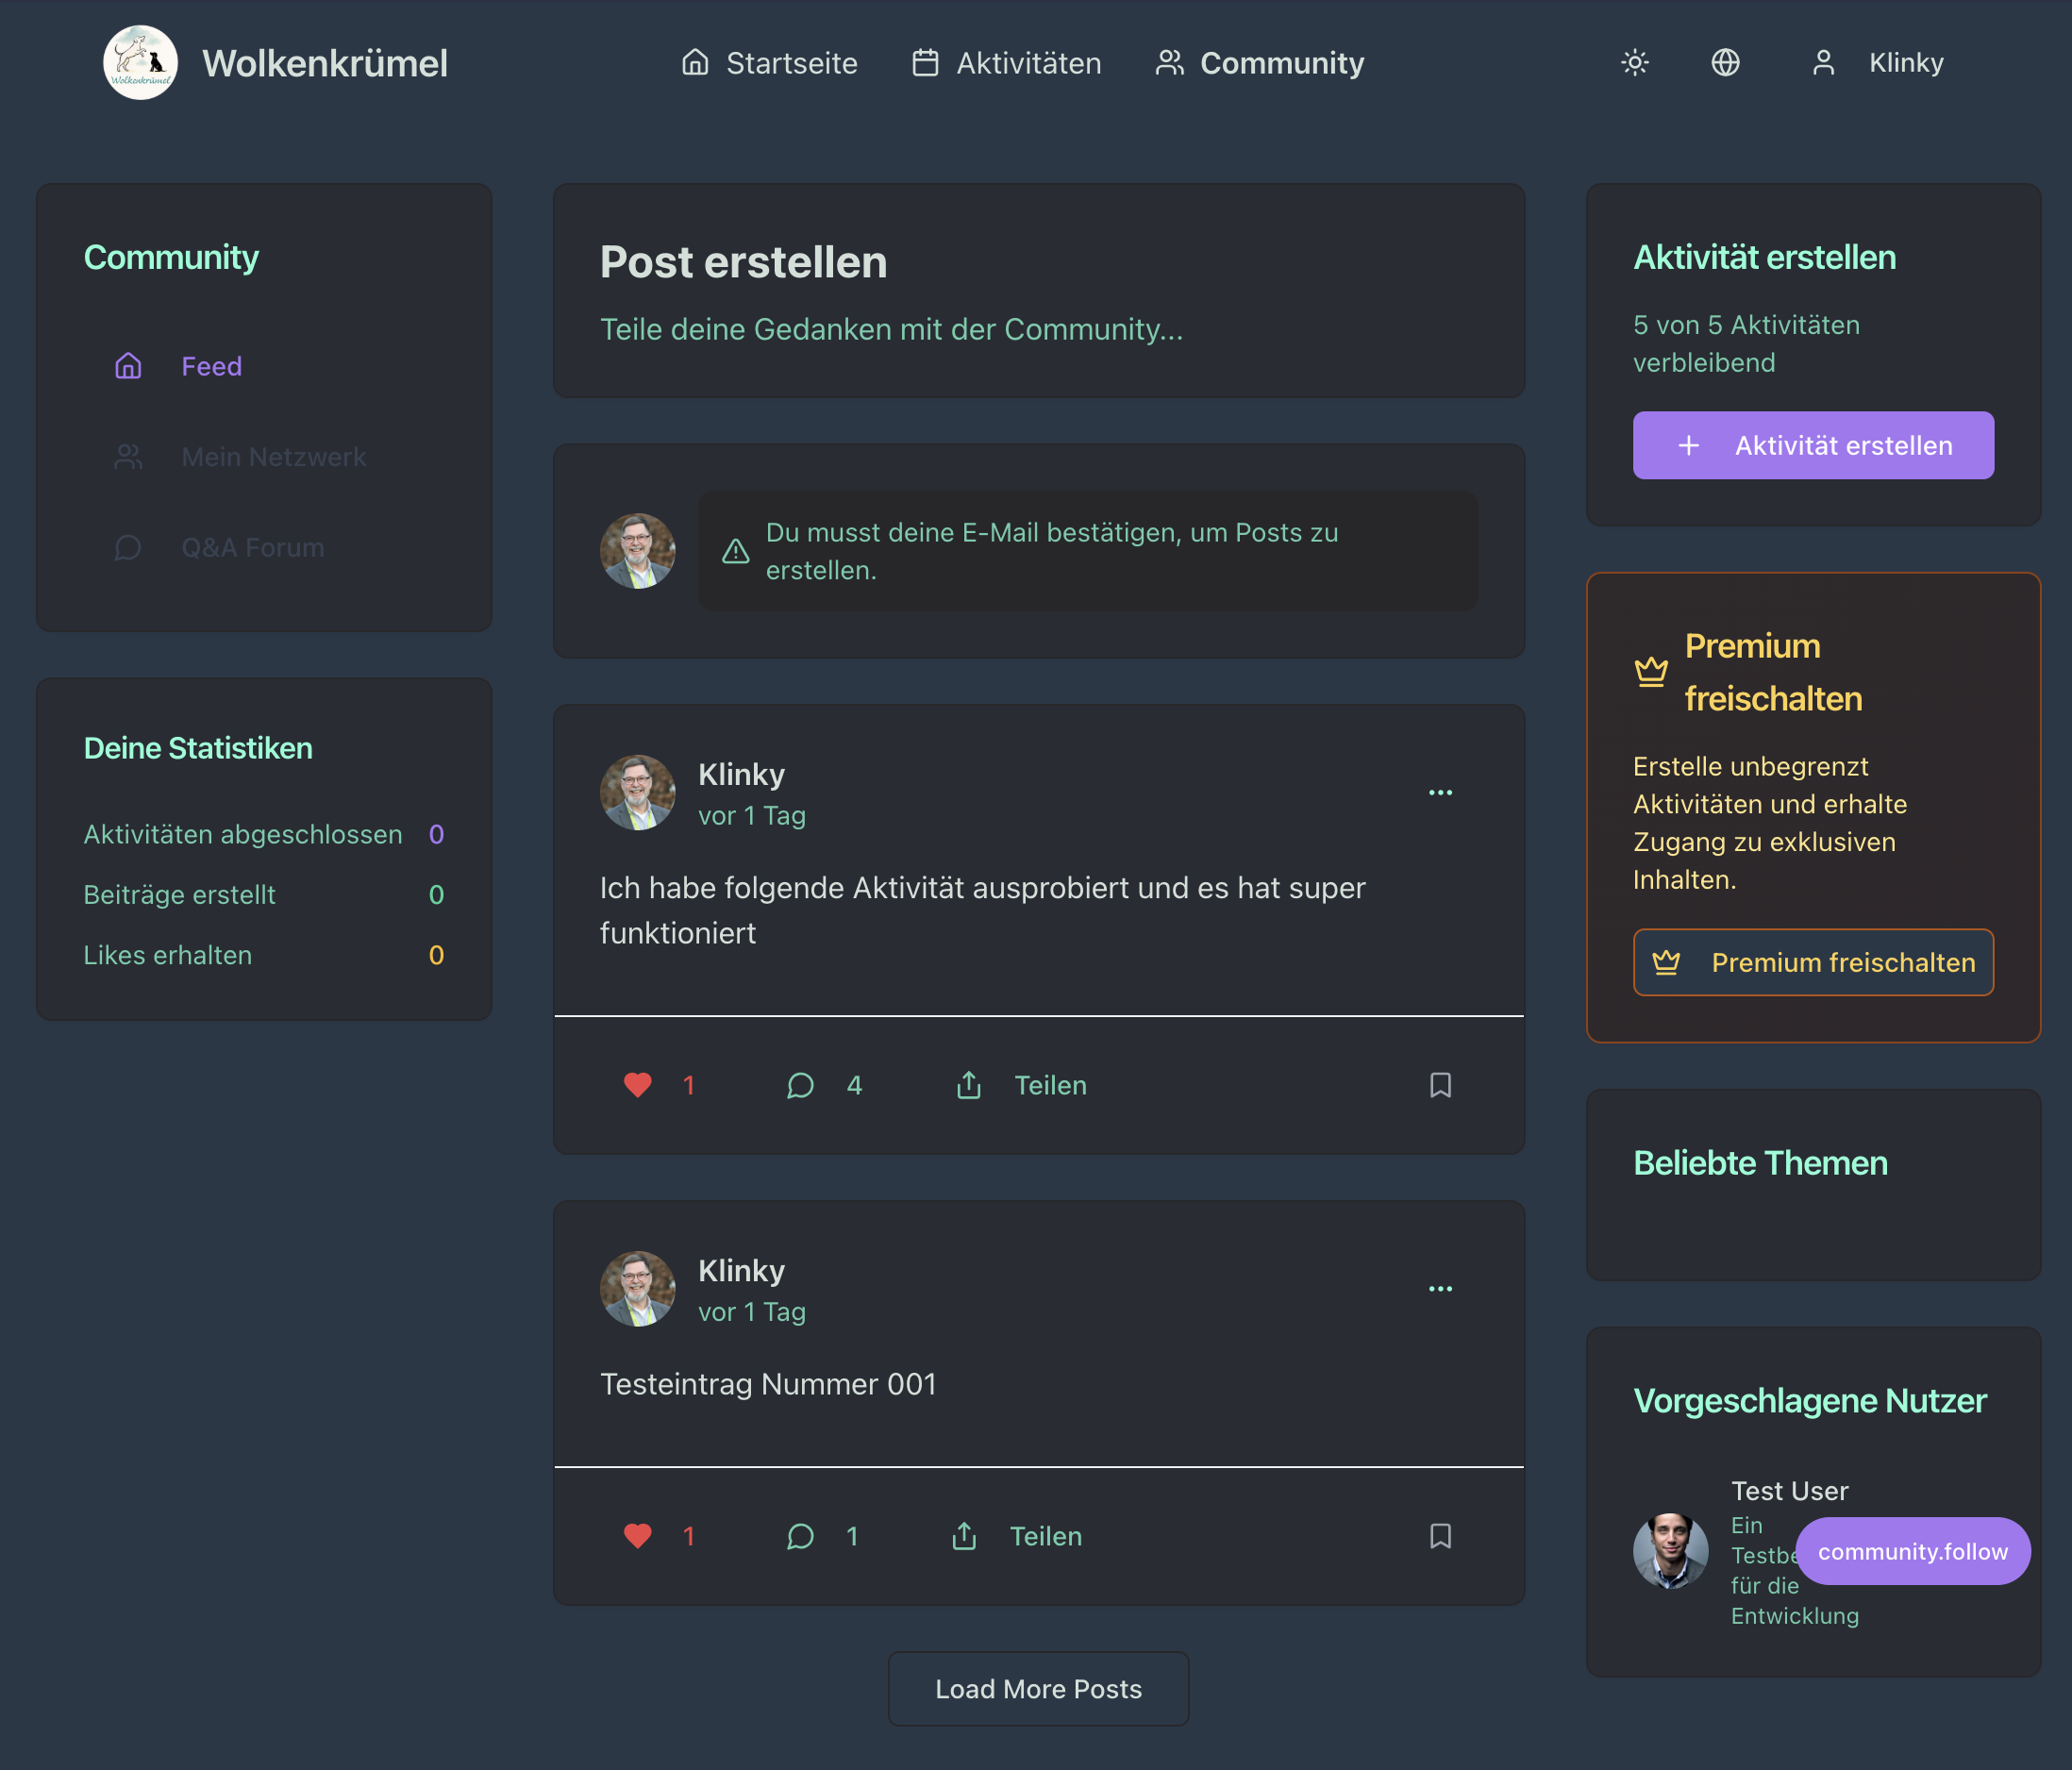 Wolkenkrümel
Wolkenkrümel
Startseite
Aktivitäten
Community
Klinky
Community
Feed
Mein Netzwerk
Q&A Forum
Deine Statistiken
Aktivitäten abgeschlossen 0
Beiträge erstellt 0
Likes erhalten 0
Post erstellen
Teile deine Gedanken mit der Community...
Du musst deine E-Mail bestätigen, um Posts zu
erstellen.
Klinky
vor 1 Tag
Ich habe folgende Aktivität ausprobiert und es hat super
funktioniert
1 4 Teilen
Klinky
vor 1 Tag
Testeintrag Nummer 001
1 1 Teilen
Load More Posts
Aktivität erstellen
5 von 5 Aktivitäten
verbleibend
Aktivität erstellen
Premium
freischalten
Erstelle unbegrenzt
Aktivitäten und erhalte
Zugang zu exklusiven
Inhalten.
Premium freischalten
Beliebte Themen
Vorgeschlagene Nutzer
Test User
Ein
für die
Entwicklung
community.follow